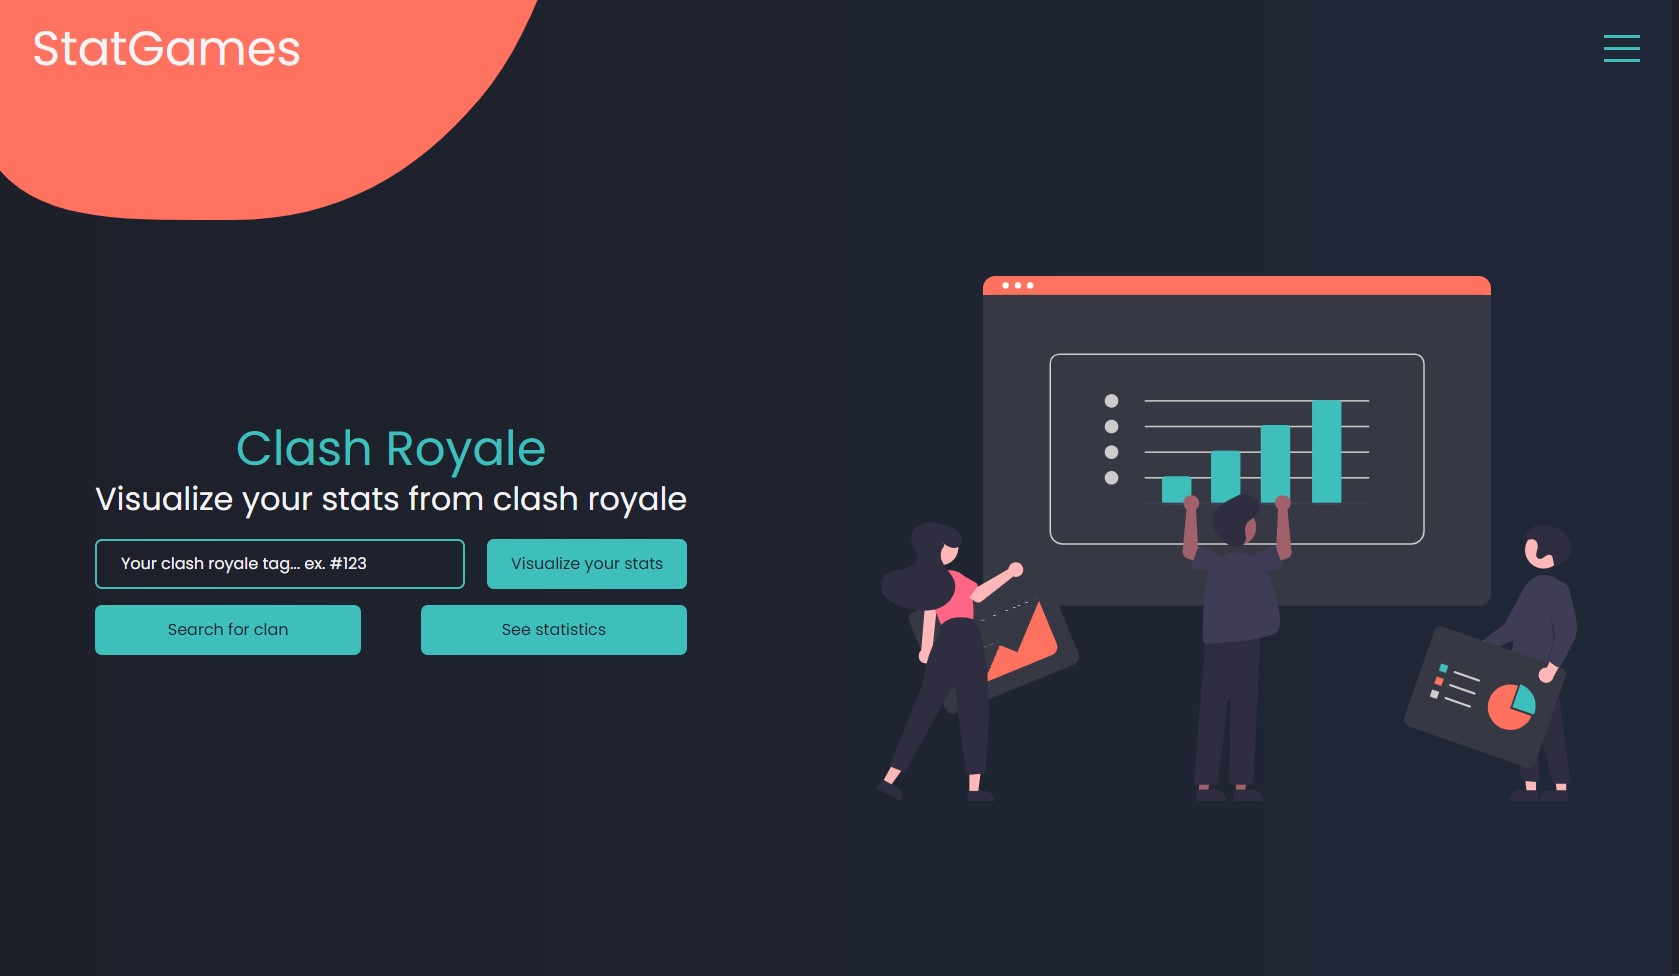 StatGames
Clash Royale
Visualize your stats from clash royale
Your clash royale tag... ex. #123
Visualize your stats
Search for clan
See statistics